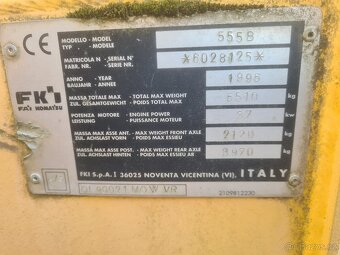 CE
MODELLO - MODEL 555B
TYP - MODELE
MATRICOLA N - SERIAL N°
FABR. NR. - SERIE NR. *6028125*
ANNO - YEAR
BAUJAHR - ANNEE 1996
FKI
FAI KOMATSU
MASSA TOTALE MAX - TOTAL MAX WEIGHT kg
ZUL. GESAMTGEWICHT - POIDS TOTAL MAX
POTENZA MOTORE - ENGINE POWER
LEISTUNG - PUISSANCE MOTEUR
MASSA MAX ASSE ANT. - MAX WEIGHT FRONT AXLE 2120 kg
ZUL. ACHSLAST VORN - POIDS MAX ESSIEU AV
MASSA MAX ASSE POST. - MAX WEIGHT REAR AXLE kg
ZUL. ACHSLAST HINTEN - POIDS MAX ESSIEU AR
FKI S.p.A. 36025 NOVENTA VICENTINA (VI), ITALY
VR